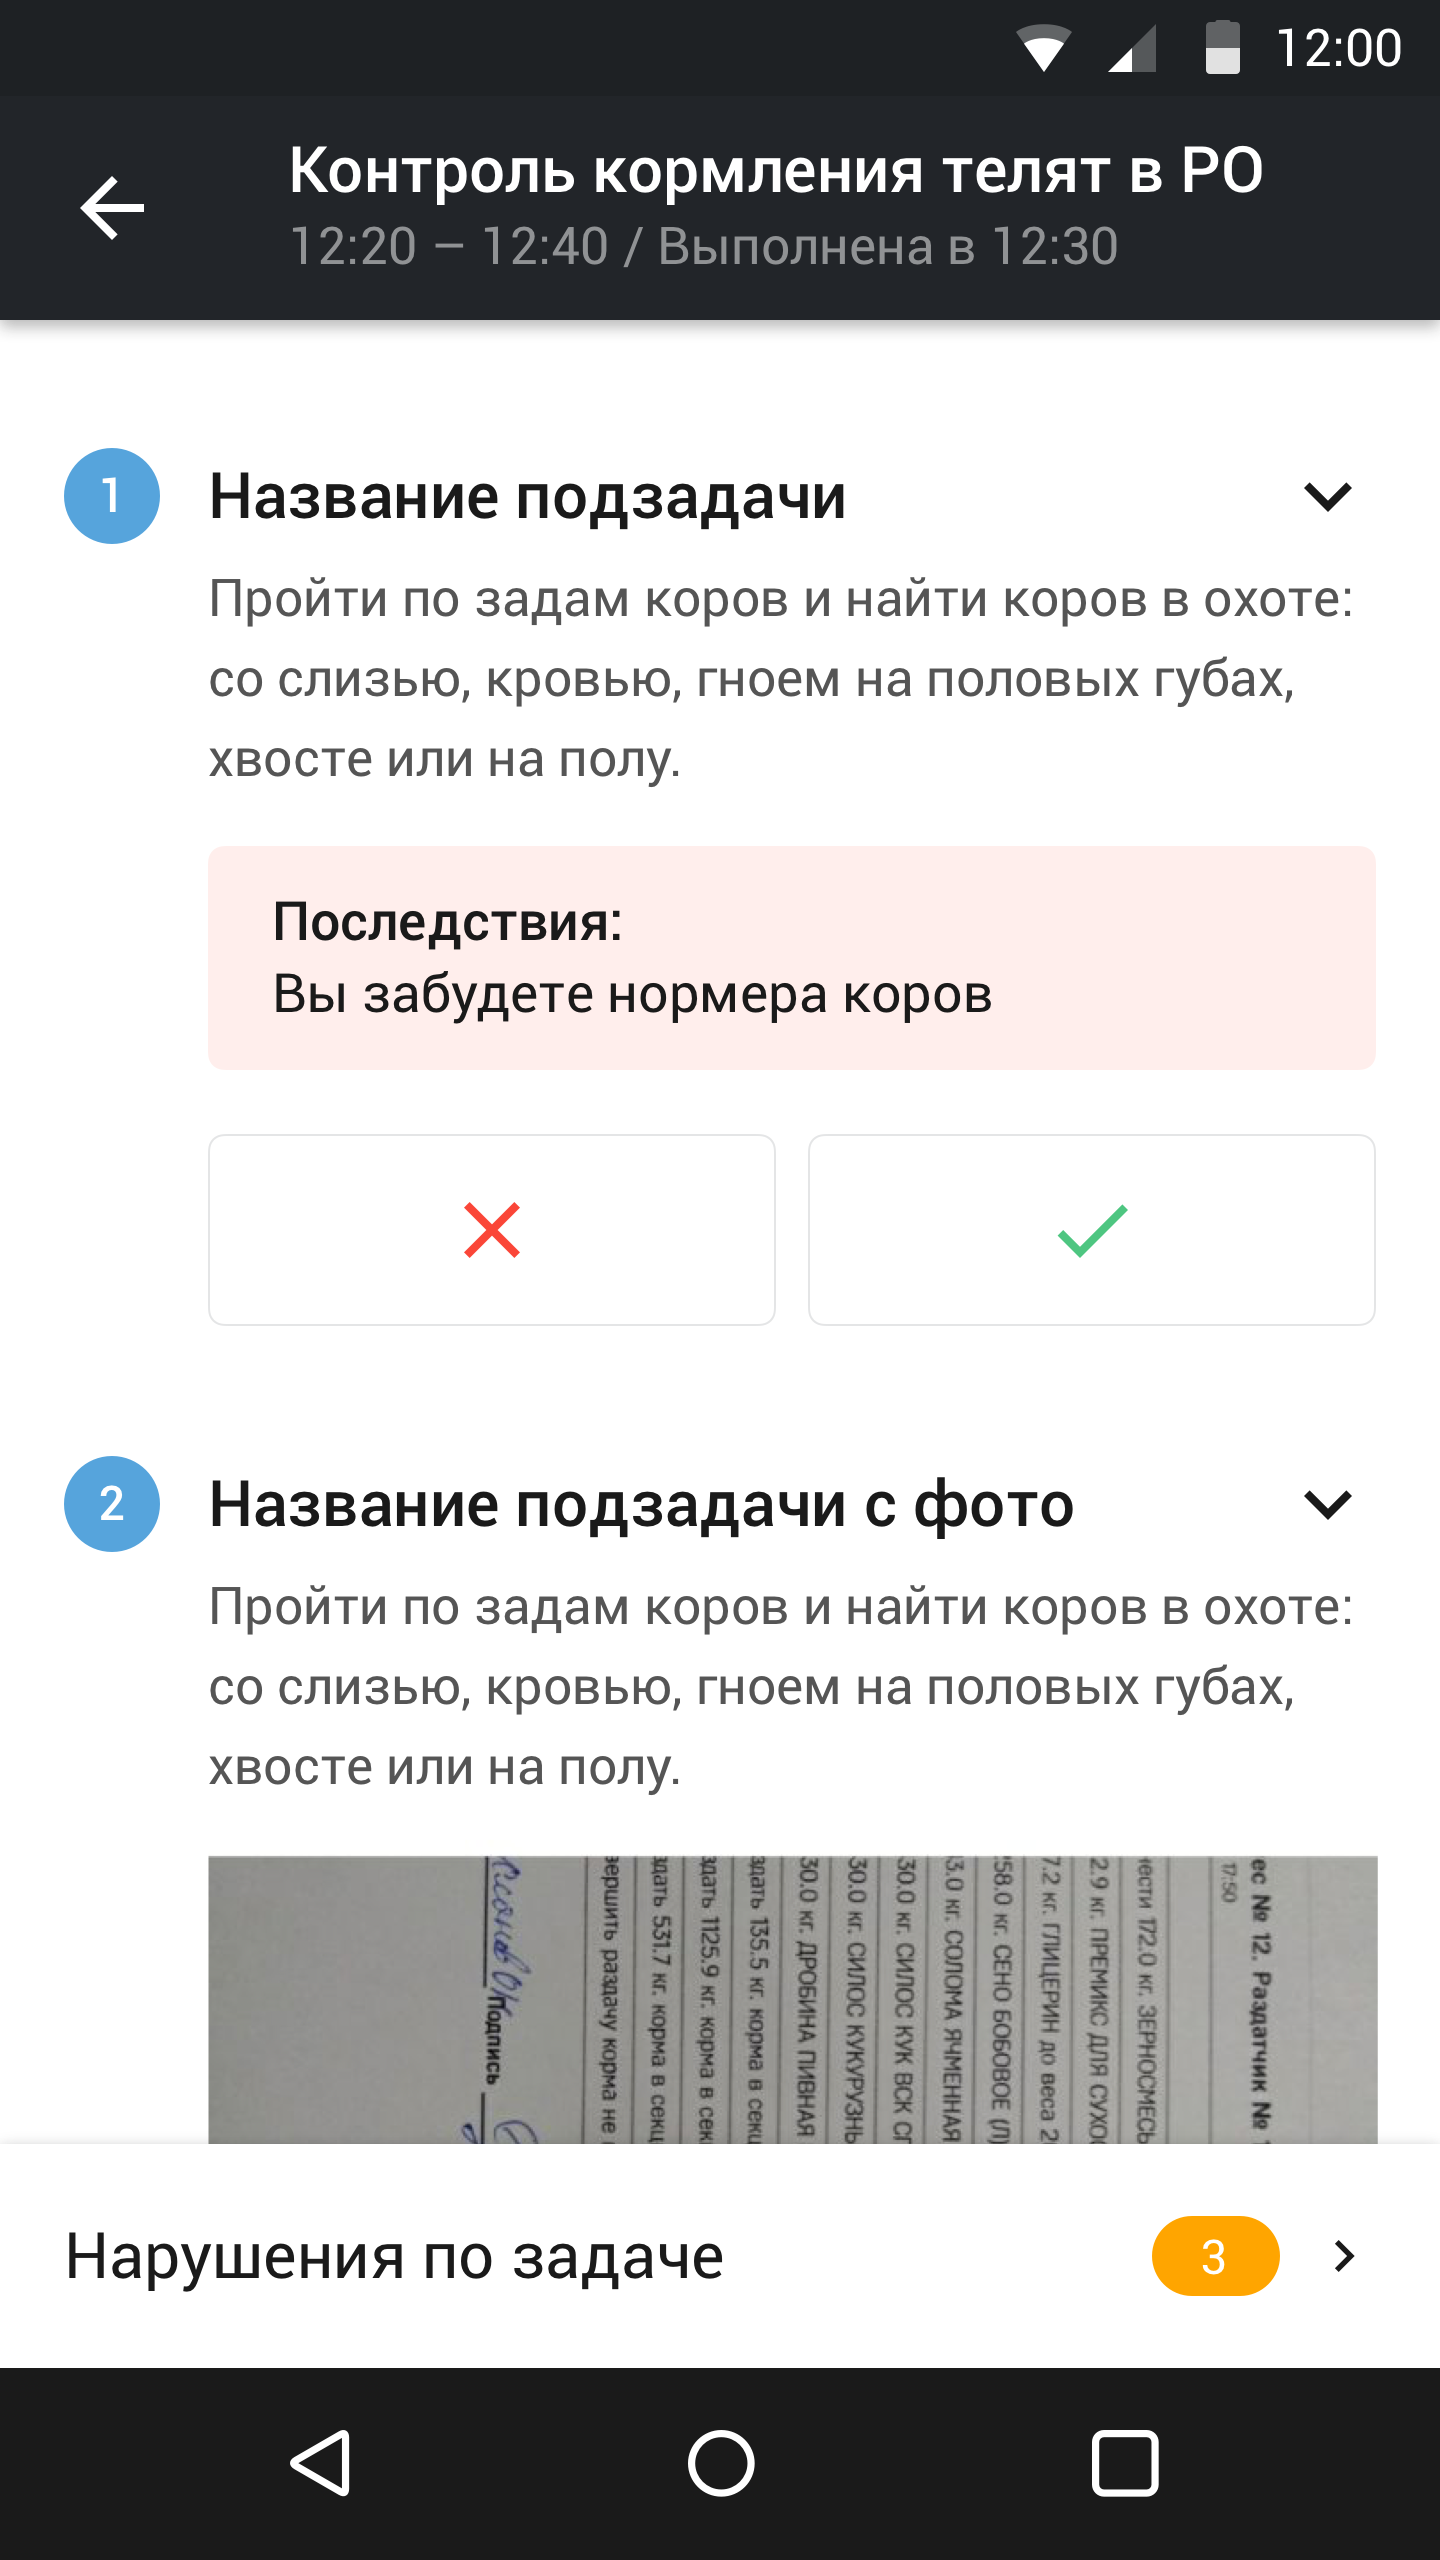 12:00
Контроль кормления телят в РО
12:20 – 12:40 / Выполнена в 12:30
1
Название подзадачи
Пройти по задам коров и найти коров в охоте:
со слизью, кровью, гноем на половых губах,
хвосте или на полу.
Последствия:
Вы забудете нормера коров
2
Название подзадачи с фото
Пройти по задам коров и найти коров в охоте:
со слизью, кровью, гноем на половых губах,
хвосте или на полу.
ес № 12. Раздатчик №
17:50
нести 172.0 кг. ЗЕРНОСМЕСЬ
2.9 кг. ПРЕМИКС ДЛЯ СУХО
7.2 кг. ГЛИЦЕРИН до веса 2
58.0 кг. СЕНО БОБОВОЕ (Л)
3.0 кг. СОЛОМА ЯЧМЕННАЯ
30.0 кг. СИЛОС КУК ВСК СГ
30.0 кг. СИЛОС КУКУРУЗН
30.0 кг. ДРОБИНА ПИВНАЯ
здать 135.5 кг. корма в секц
здать 1125.9 кг. корма в сек
здать 531.7 кг. корма в секц
вершить раздачу корма не
Подпись
Нарушения по задаче
3